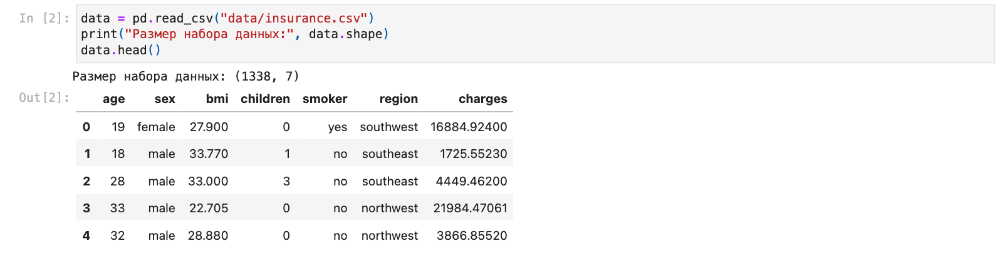 In [2]: data = pd.read_csv("data/insurance.csv")
print("Размер набора данных:", data.shape)
data.head()
Размер набора данных: (1338, 7)
Out[2]: age sex bmi children smoker region charges
0 19 female 27.900 0 yes southwest 16884.92400
1 18 male 33.770 1 no southeast 1725.55230
2 28 male 33.000 3 no southeast 4449.46200
3 33 male 22.705 0 no northwest 21984.47061
4 32 male 28.880 0 no northwest 3866.85520